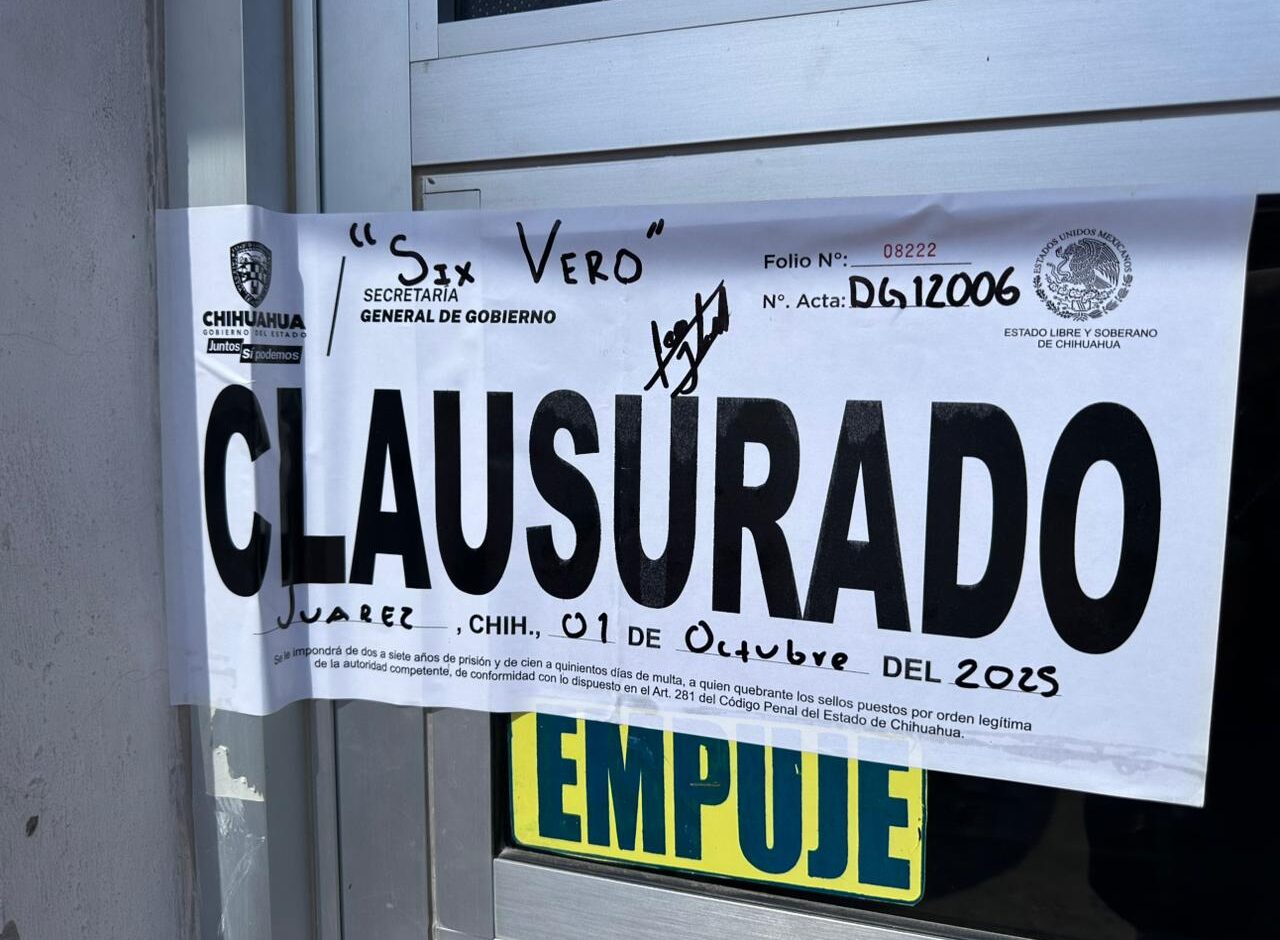 "SIX VERO"
CHIHUAHUA
GOBIERNO DEL ESTADO
Juntos Sí podemos
SECRETARÍA
GENERAL DE GOBIERNO
Folio N°: 08222
N°. Acta: DG12006
ESTADOS UNIDOS MEXICANOS
ESTADO LIBRE Y SOBERANO
DE CHIHUAHUA
CLAUSURADO
JUAREZ, CHIH., 01 DE Octubre DEL 2025
Se le impondrá de dos a siete años de prisión y de cien a quinientos días de multa, a quien quebrante los sellos puestos por orden legítima
de la autoridad competente, de conformidad con lo dispuesto en el Art. 281 del Código Penal del Estado de Chihuahua.
EMPUJE